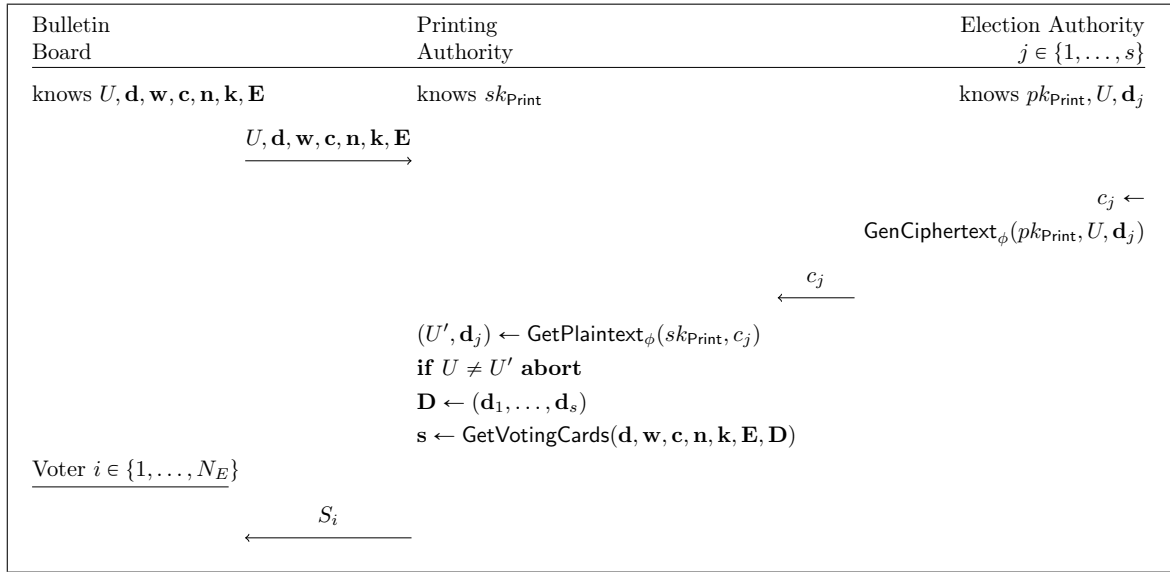 Bulletin Board
Printing Authority
Election Authority j ∈ {1, . . . , s}
knows U, d, w, c, n, k, E
knows sk_Print
knows pk_Print, U, d_j
U, d, w, c, n, k, E
c_j ←
GenCiphertext_ϕ(pk_Print, U, d_j)
c_j
(U′, d_j) ← GetPlaintext_ϕ(sk_Print, c_j)
if U ≠ U′ abort
D ← (d_1, . . . , d_s)
s ← GetVotingCards(d, w, c, n, k, E, D)
Voter i ∈ {1, . . . , N_E}
S_i